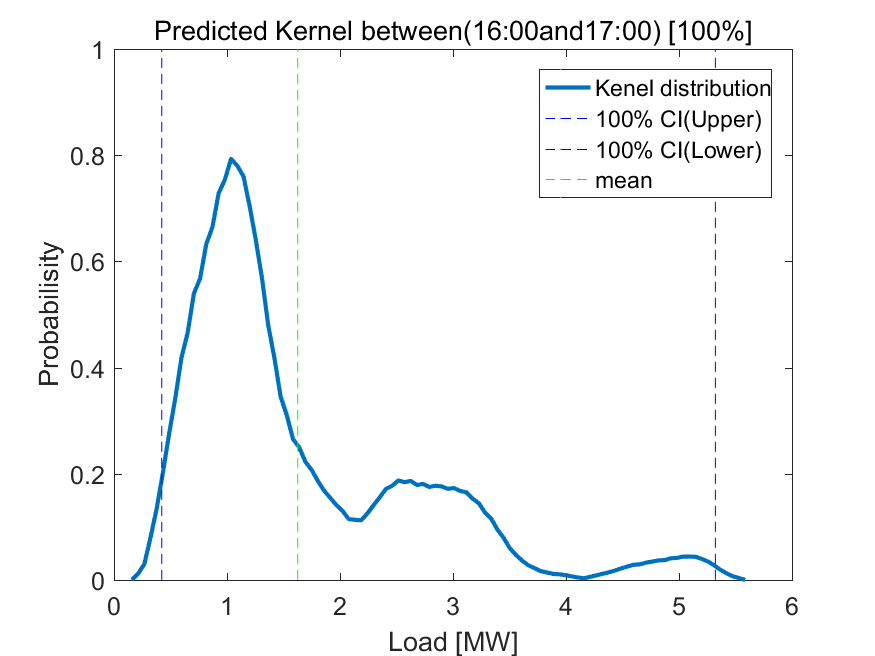 Predicted Kernel between(16:00and17:00) [100%]
1
0.8
0.6
0.4
0.2
0
Probabilisity
Kenel distribution
100% CI(Upper)
100% CI(Lower)
mean
0 1 2 3 4 5 6
Load [MW]